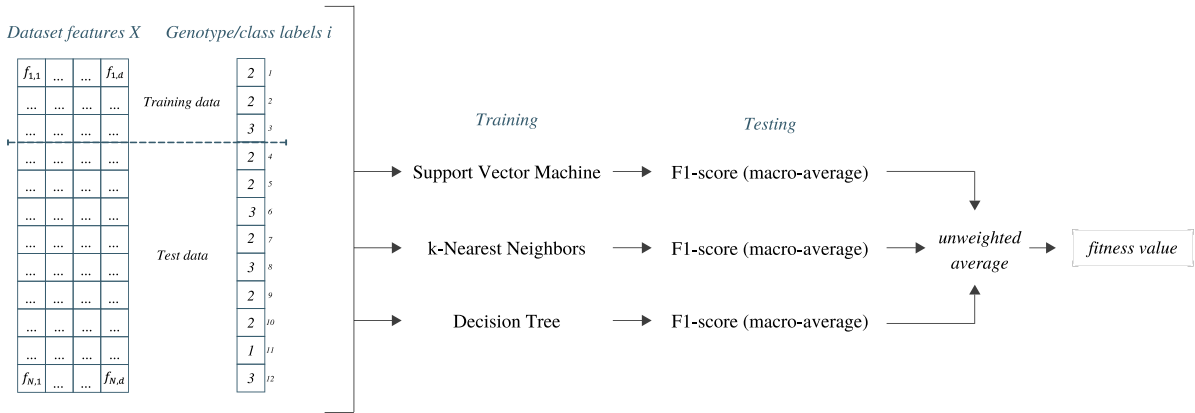 Dataset features X
Genotype/class labels i
f1,1 ... ... f1,d
2 1
... ... ... ...
Training data
2 2
... ... ... ...
3 3
... ... ... ...
2 4
... ... ... ...
2 5
... ... ... ...
3 6
... ... ... ...
2 7
... ... ... ...
Test data
3 8
... ... ... ...
2 9
... ... ... ...
2 10
... ... ... ...
1 11
fN,1 ... ... fN,d
3 12
Training
Testing
Support Vector Machine
F1-score (macro-average)
k-Nearest Neighbors
F1-score (macro-average)
Decision Tree
F1-score (macro-average)
unweighted
average
fitness value